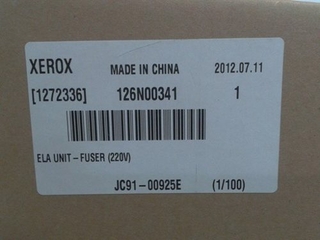 XEROX MADE IN CHINA 2012.07.11
[1272336] 126N00341 1
ELA UNIT-FUSER (220V)
JC91-00925E (1/100)